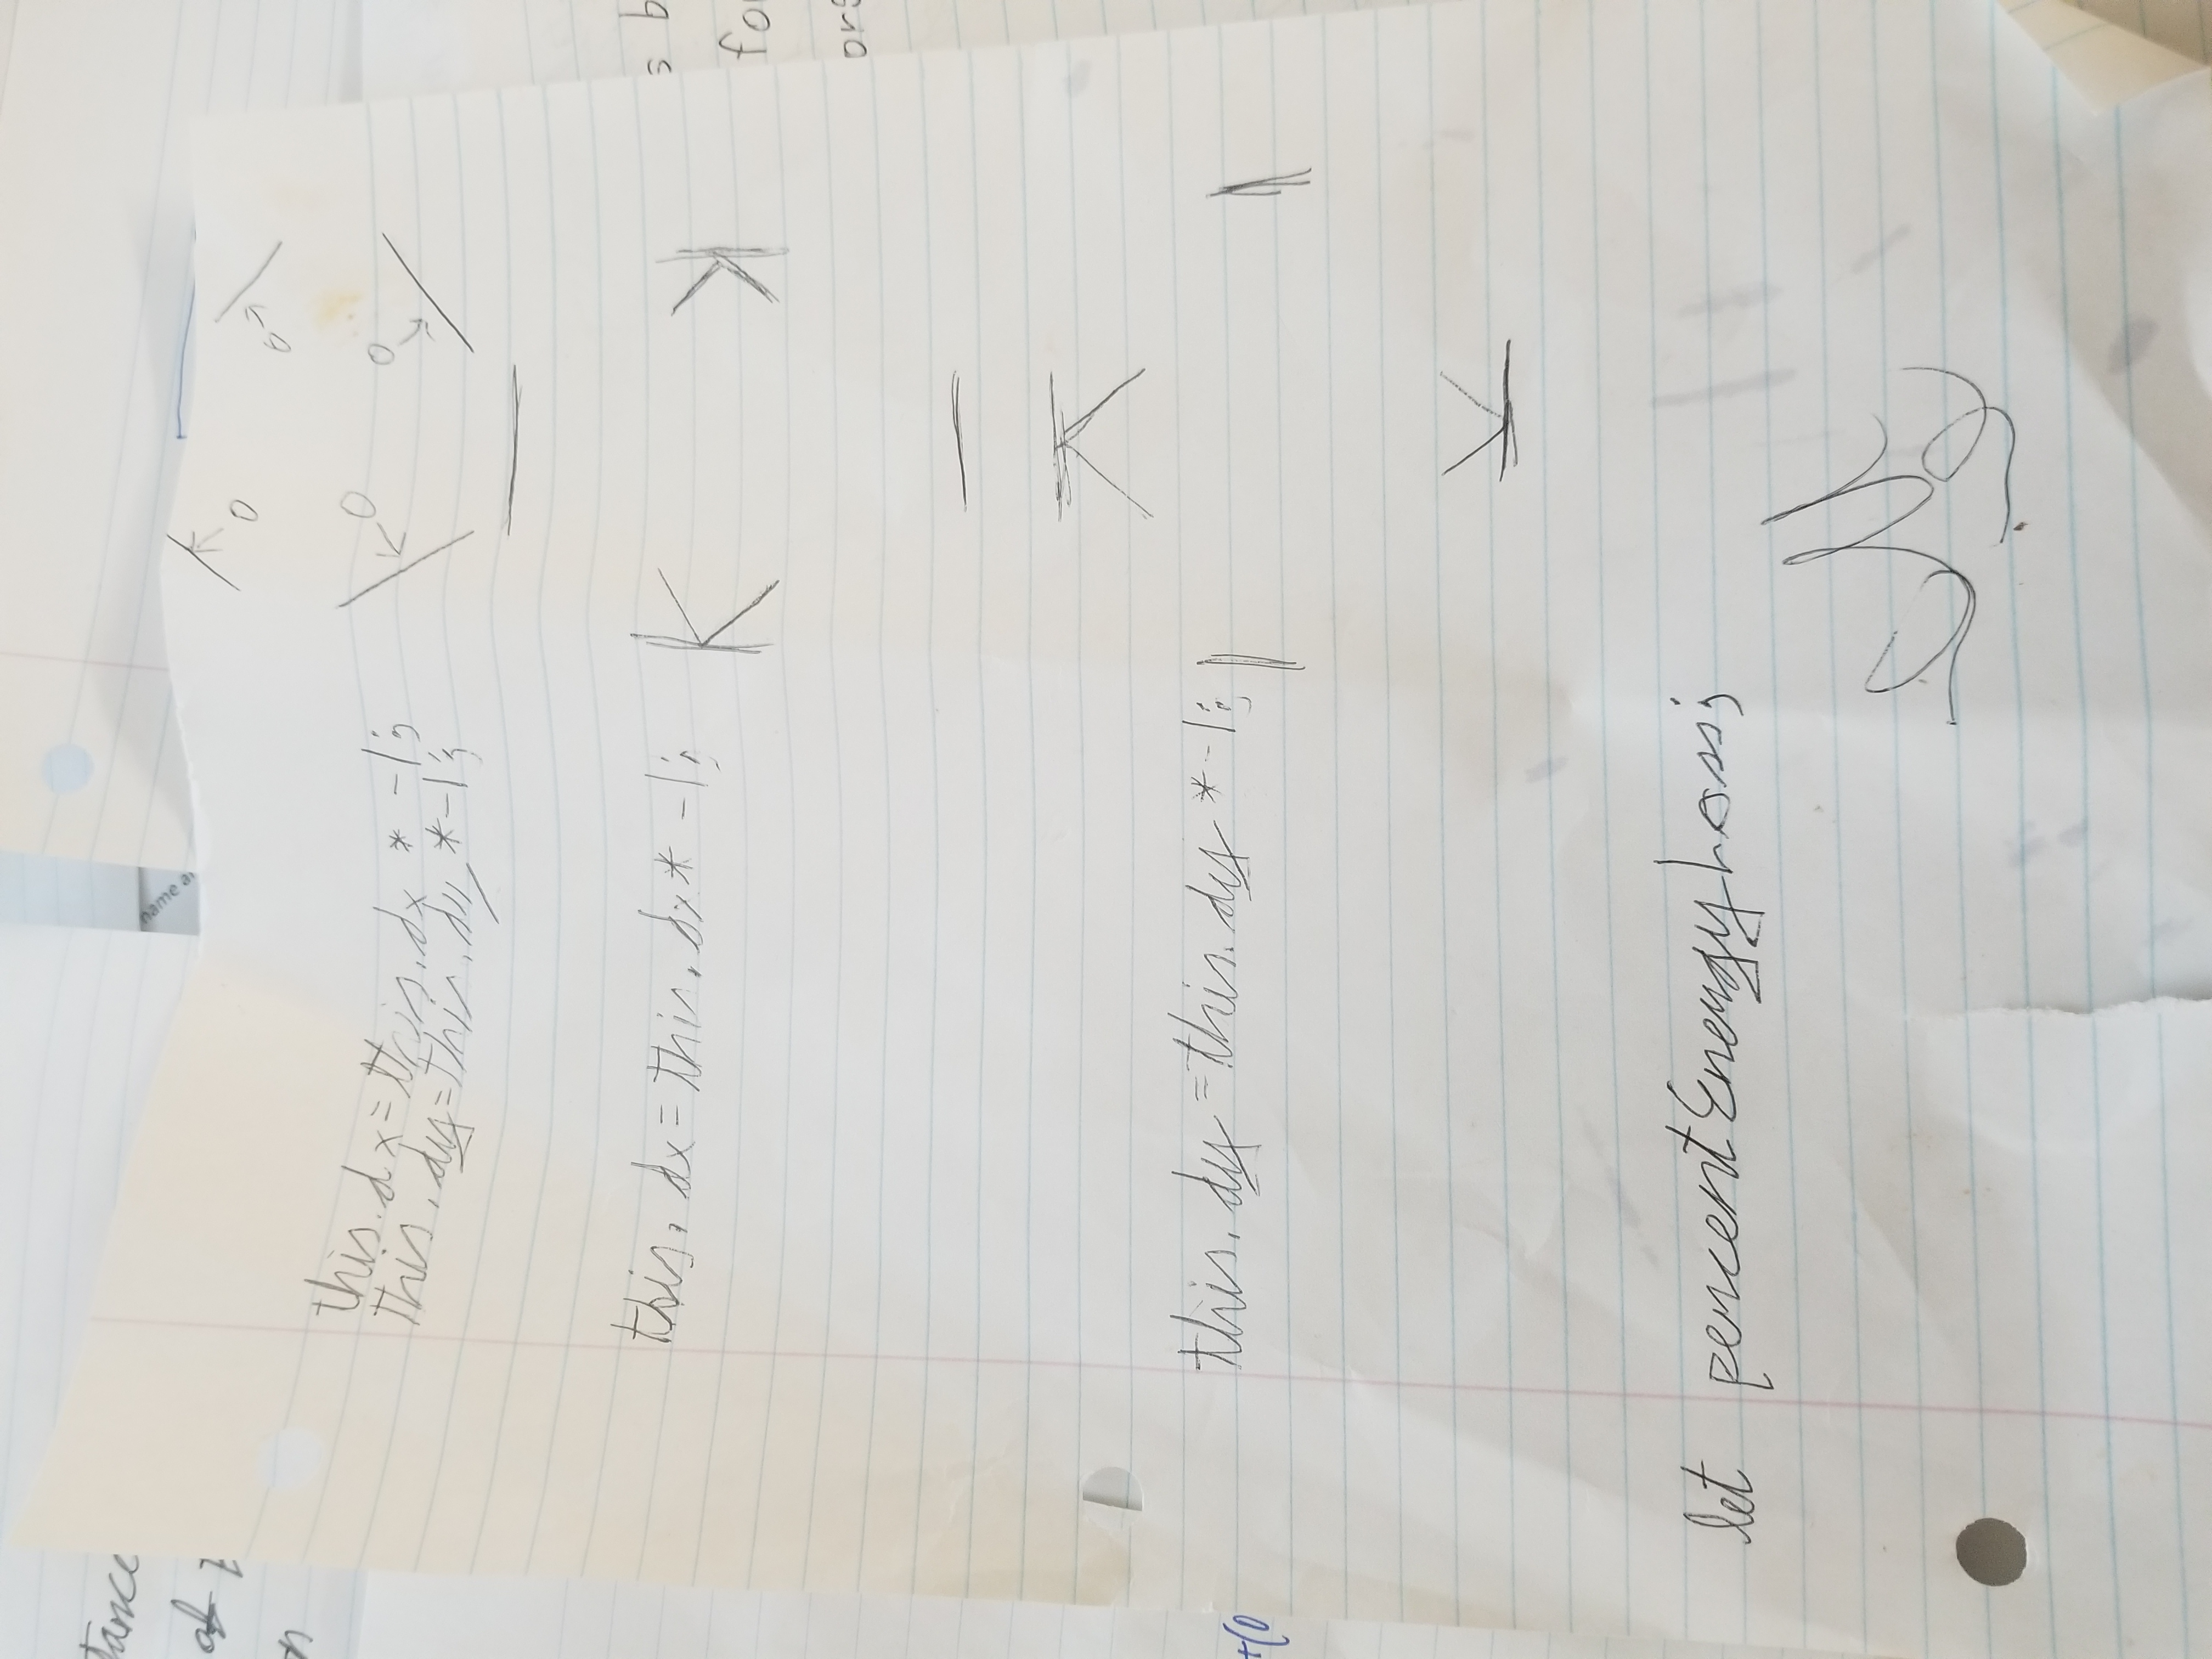 tance
of
name a
this.dx=this.dx * -1;
this.dy=this.dy *-1;
this.dx=this.dx* -1;
s b
for
ors
this.dy=this.dy *-1;
+(0
let percentEnergyLoss;